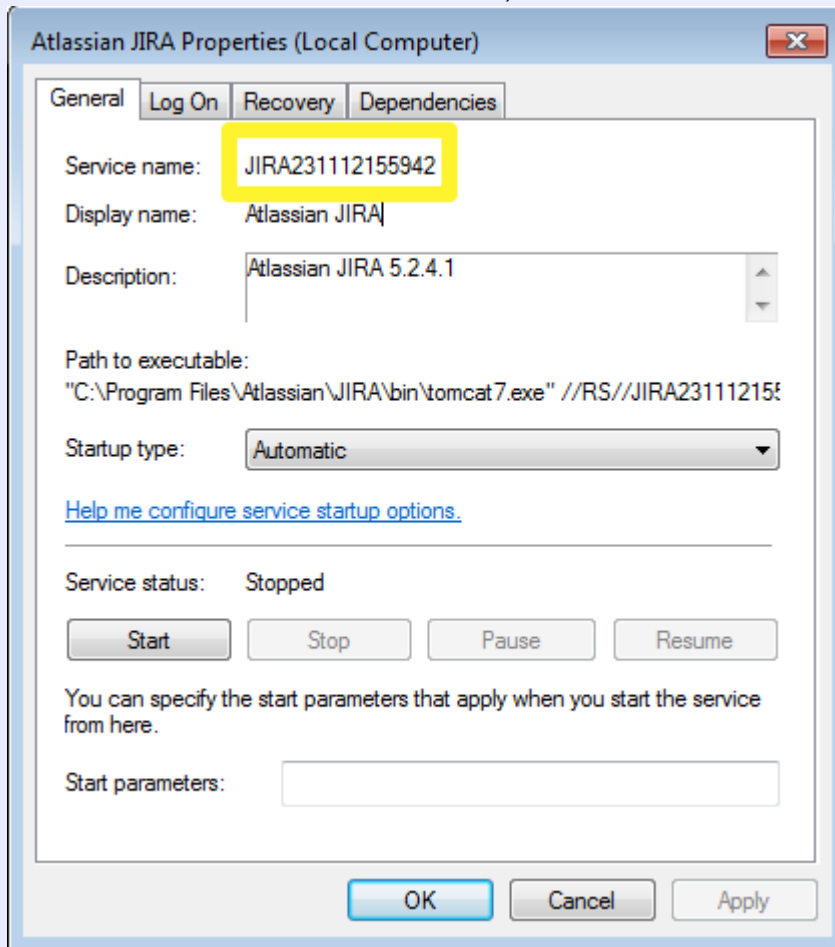 Atlassian JIRA Properties (Local Computer)
General Log On Recovery Dependencies
Service name: JIRA231112155942
Display name: Atlassian JIRA
Description: Atlassian JIRA 5.2.4.1
Path to executable:
"C:\Program Files\Atlassian\JIRA\bin\tomcat7.exe" //RS//JIRA231112155
Startup type: Automatic
Help me configure service startup options.
Service status: Stopped
Start Stop Pause Resume
You can specify the start parameters that apply when you start the service
from here.
Start parameters:
OK Cancel Apply